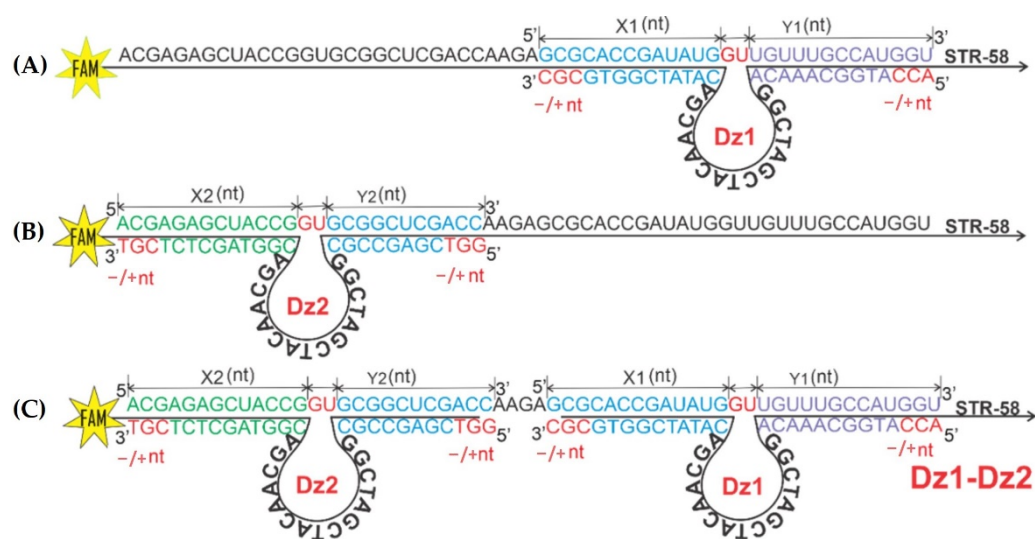 X1 (nt) Y1(nt)
5’ 3’
(A) FAM ACGAGAGCUACCGGUGCGGCUCGACCAAGA GCGCACCGAUAUG GU UGUUUGCCAUGGU STR-58
3’ CGCGTGGCTATAC ACAAACGGTACCA 5’
−/+nt −/+ nt
GGCTAGCTACAACGA
Dz1
X2 (nt) Y2(nt)
5’ 3’
(B) FAM ACGAGAGCUACCG GU GCGGCUCGACC AAGAGCGCACCGAUAUGGUUGUUUGCCAUGGU STR-58
3’ TGCTCTCGATGGC CGCCGAGCTGG 5’
−/+nt −/+ nt
GGCTAGCTACAACGA
Dz2
X2 (nt) Y2(nt) X1 (nt) Y1(nt)
5’ 3’ 5’ 3’
(C) FAM ACGAGAGCUACCG GU GCGGCUCGACC AAGA GCGCACCGAUAUG GU UGUUUGCCAUGGU STR-58
3’ TGCTCTCGATGGC CGCCGAGCTGG 5’ 3’ CGCGTGGCTATAC ACAAACGGTACCA 5’
−/+nt −/+ nt −/+nt −/+ nt
GGCTAGCTACAACGA GGCTAGCTACAACGA
Dz2 Dz1 Dz1-Dz2